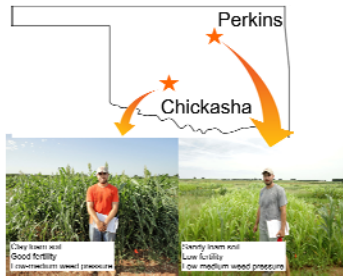 Perkins
Chickasha
Clay loam soil
Good fertility
Low-medium weed pressure
Sandy loam soil
Low fertility
Low medium weed pressure